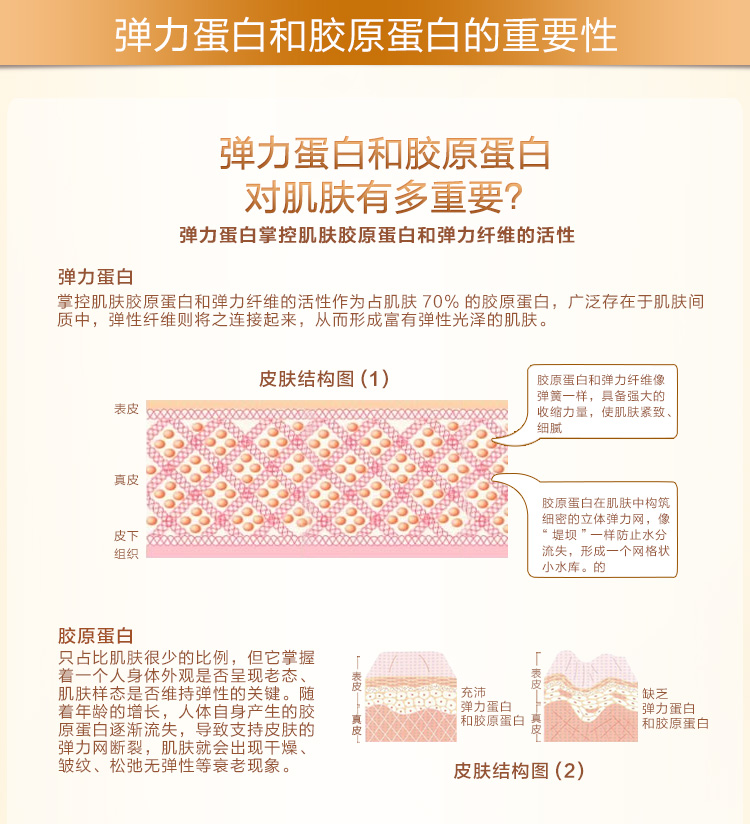 弹力蛋白和胶原蛋白的重要性
弹力蛋白和胶原蛋白
对肌肤有多重要?
弹力蛋白掌控肌肤胶原蛋白和弹力纤维的活性
弹力蛋白
掌控肌肤胶原蛋白和弹力纤维的活性作为占肌肤 70% 的胶原蛋白，广泛存在于肌肤间
质中，弹性纤维则将之连接起来，从而形成富有弹性光泽的肌肤。
皮肤结构图 (1)
表皮
真皮
皮下
组织
胶原蛋白和弹力纤维像
弹簧一样，具备强大的
收缩力量，使肌肤紧致、
细腻
胶原蛋白在肌肤中构筑
细密的立体弹力网，像
“ 堤坝 ” 一样防止水分
流失，形成一个网格状
小水库。的
胶原蛋白
只占比肌肤很少的比例，但它掌握
着一个人身体外观是否呈现老态、
肌肤样态是否维持弹性的关键。随
着年龄的增长，人体自身产生的胶
原蛋白逐渐流失，导致支持皮肤的
弹力网断裂，肌肤就会出现干燥、
皱纹、松弛无弹性等衰老现象。
表皮
真皮
充沛
弹力蛋白
和胶原蛋白
表皮
真皮
缺乏
弹力蛋白
和胶原蛋白
皮肤结构图 (2)